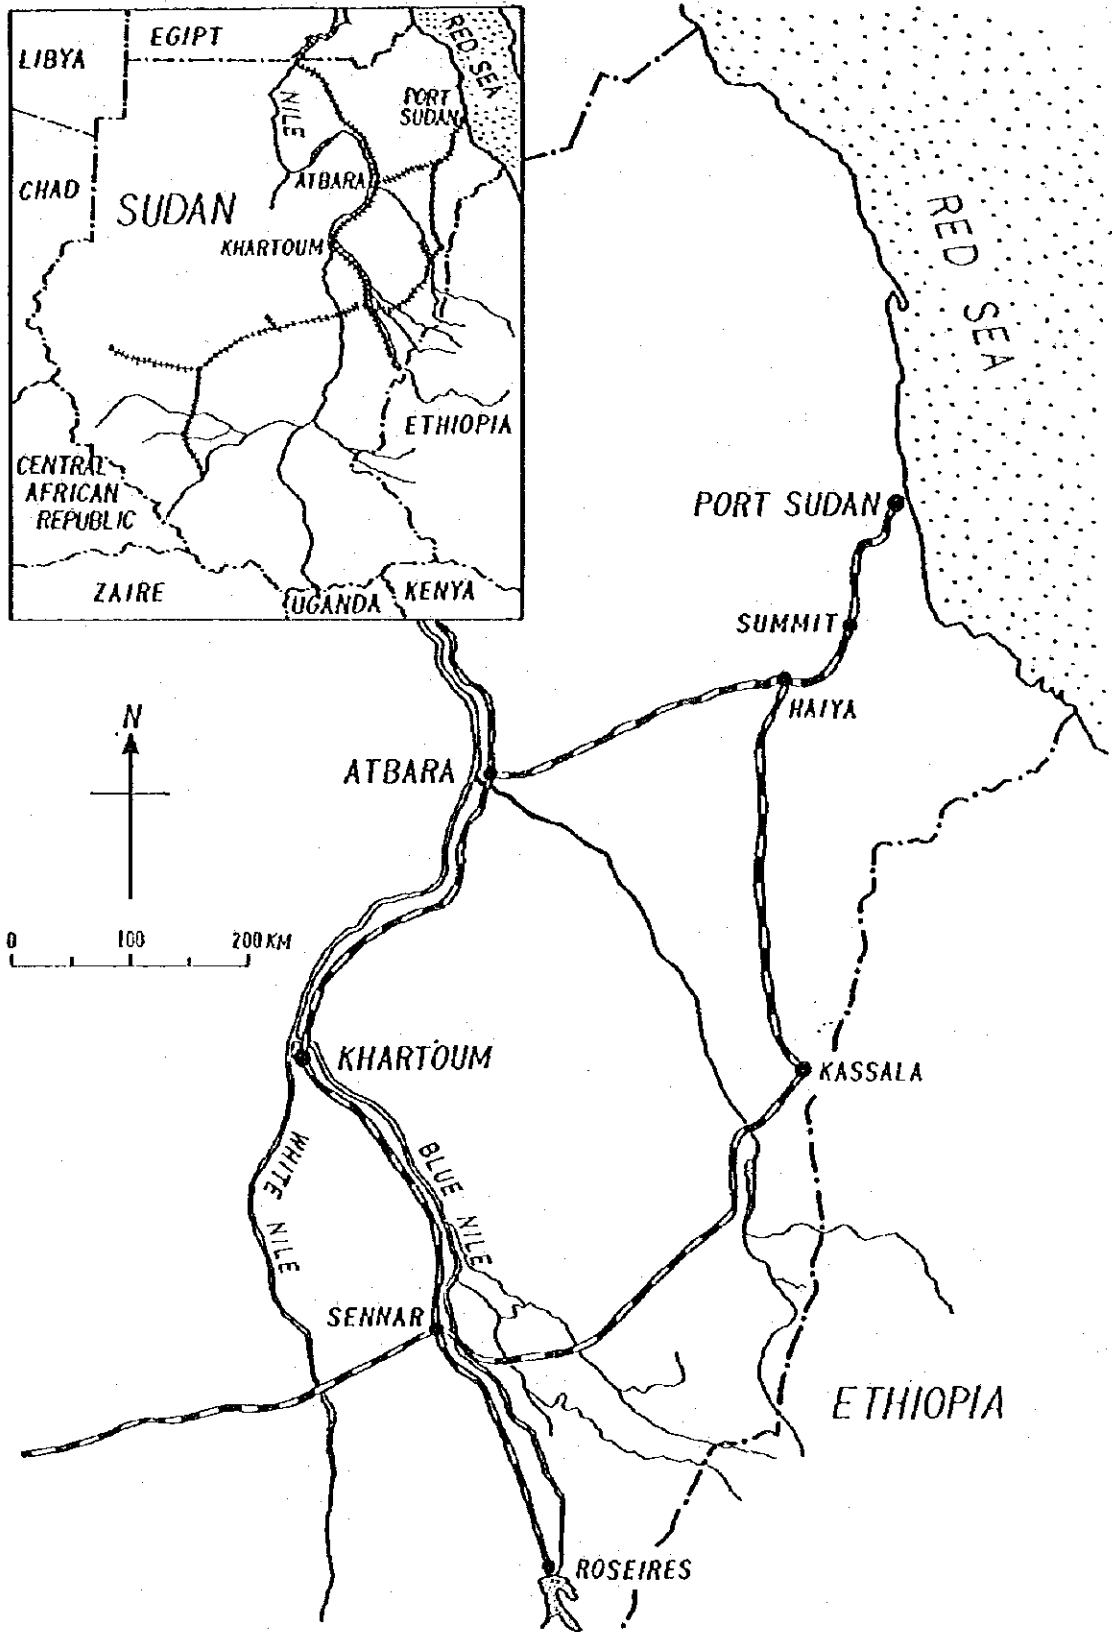 LIBYA
EGIPT
RED SEA
NILE
PORT
SUDAN
CHAD
ATBARA
SUDAN
KHARTOUM
ETHIOPIA
CENTRAL
AFRICAN
REPUBLIC
ZAIRE
UGANDA
KENYA
RED SEA
PORT SUDAN
SUMMIT
HAIYA
N
ATBARA
0 100 200 KM
KHARTOUM
KASSALA
WHITE NILE
BLUE NILE
SENNAR
ETHIOPIA
ROSEIRES